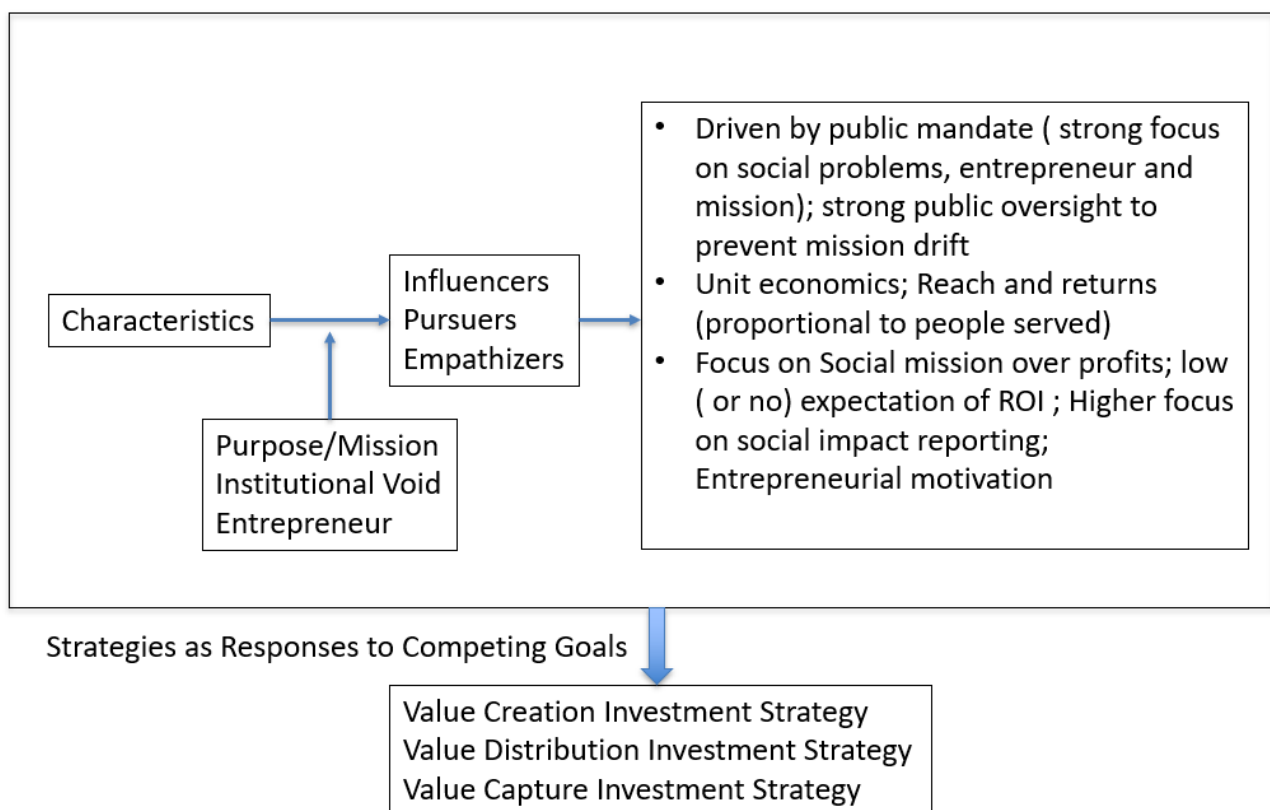 Characteristics
Purpose/Mission
Institutional Void
Entrepreneur
Influencers
Pursuers
Empathizers
• Driven by public mandate ( strong focus
on social problems, entrepreneur and
mission); strong public oversight to
prevent mission drift
• Unit economics; Reach and returns
(proportional to people served)
• Focus on Social mission over profits; low
( or no) expectation of ROI ; Higher focus
on social impact reporting;
Entrepreneurial motivation
Strategies as Responses to Competing Goals
Value Creation Investment Strategy
Value Distribution Investment Strategy
Value Capture Investment Strategy